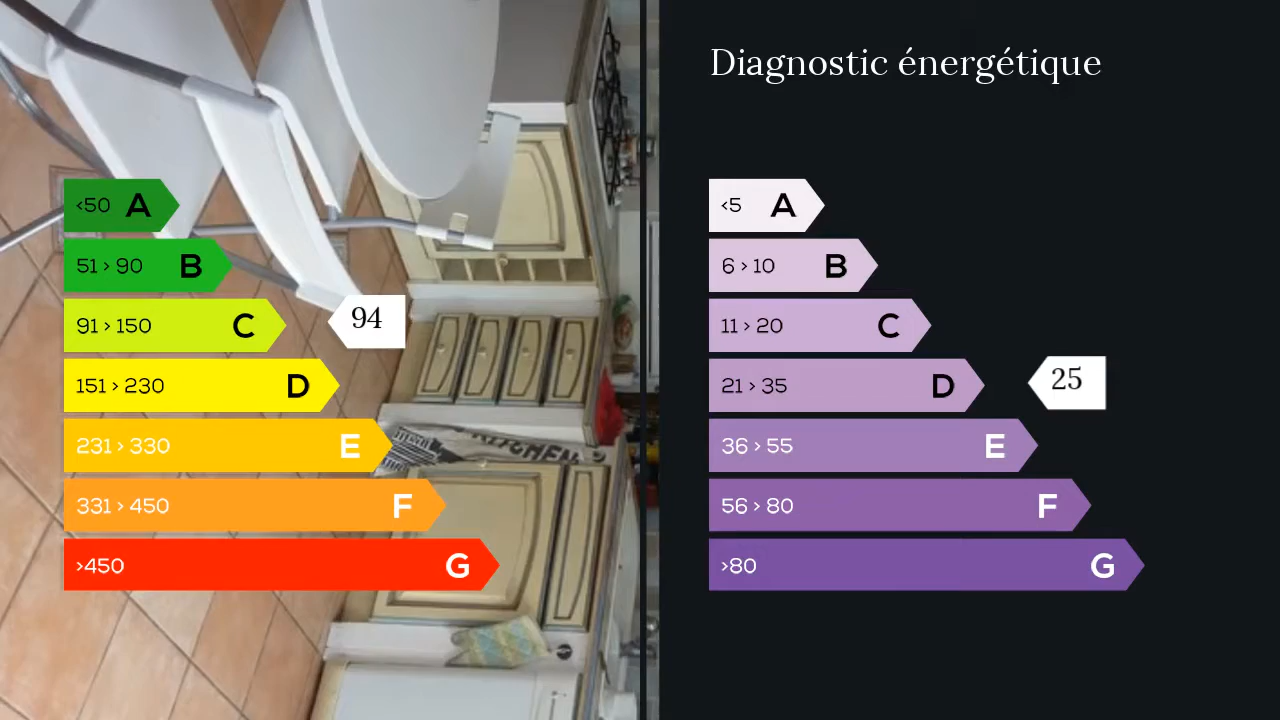 Diagnostic énergétique
<50 A
51 > 90 B
91 > 150 C
94
151 > 230 D
231 > 330 E
331 > 450 F
>450 G
KITCHEN
<5 A
6 > 10 B
11 > 20 C
21 > 35 D
25
36 > 55 E
56 > 80 F
>80 G